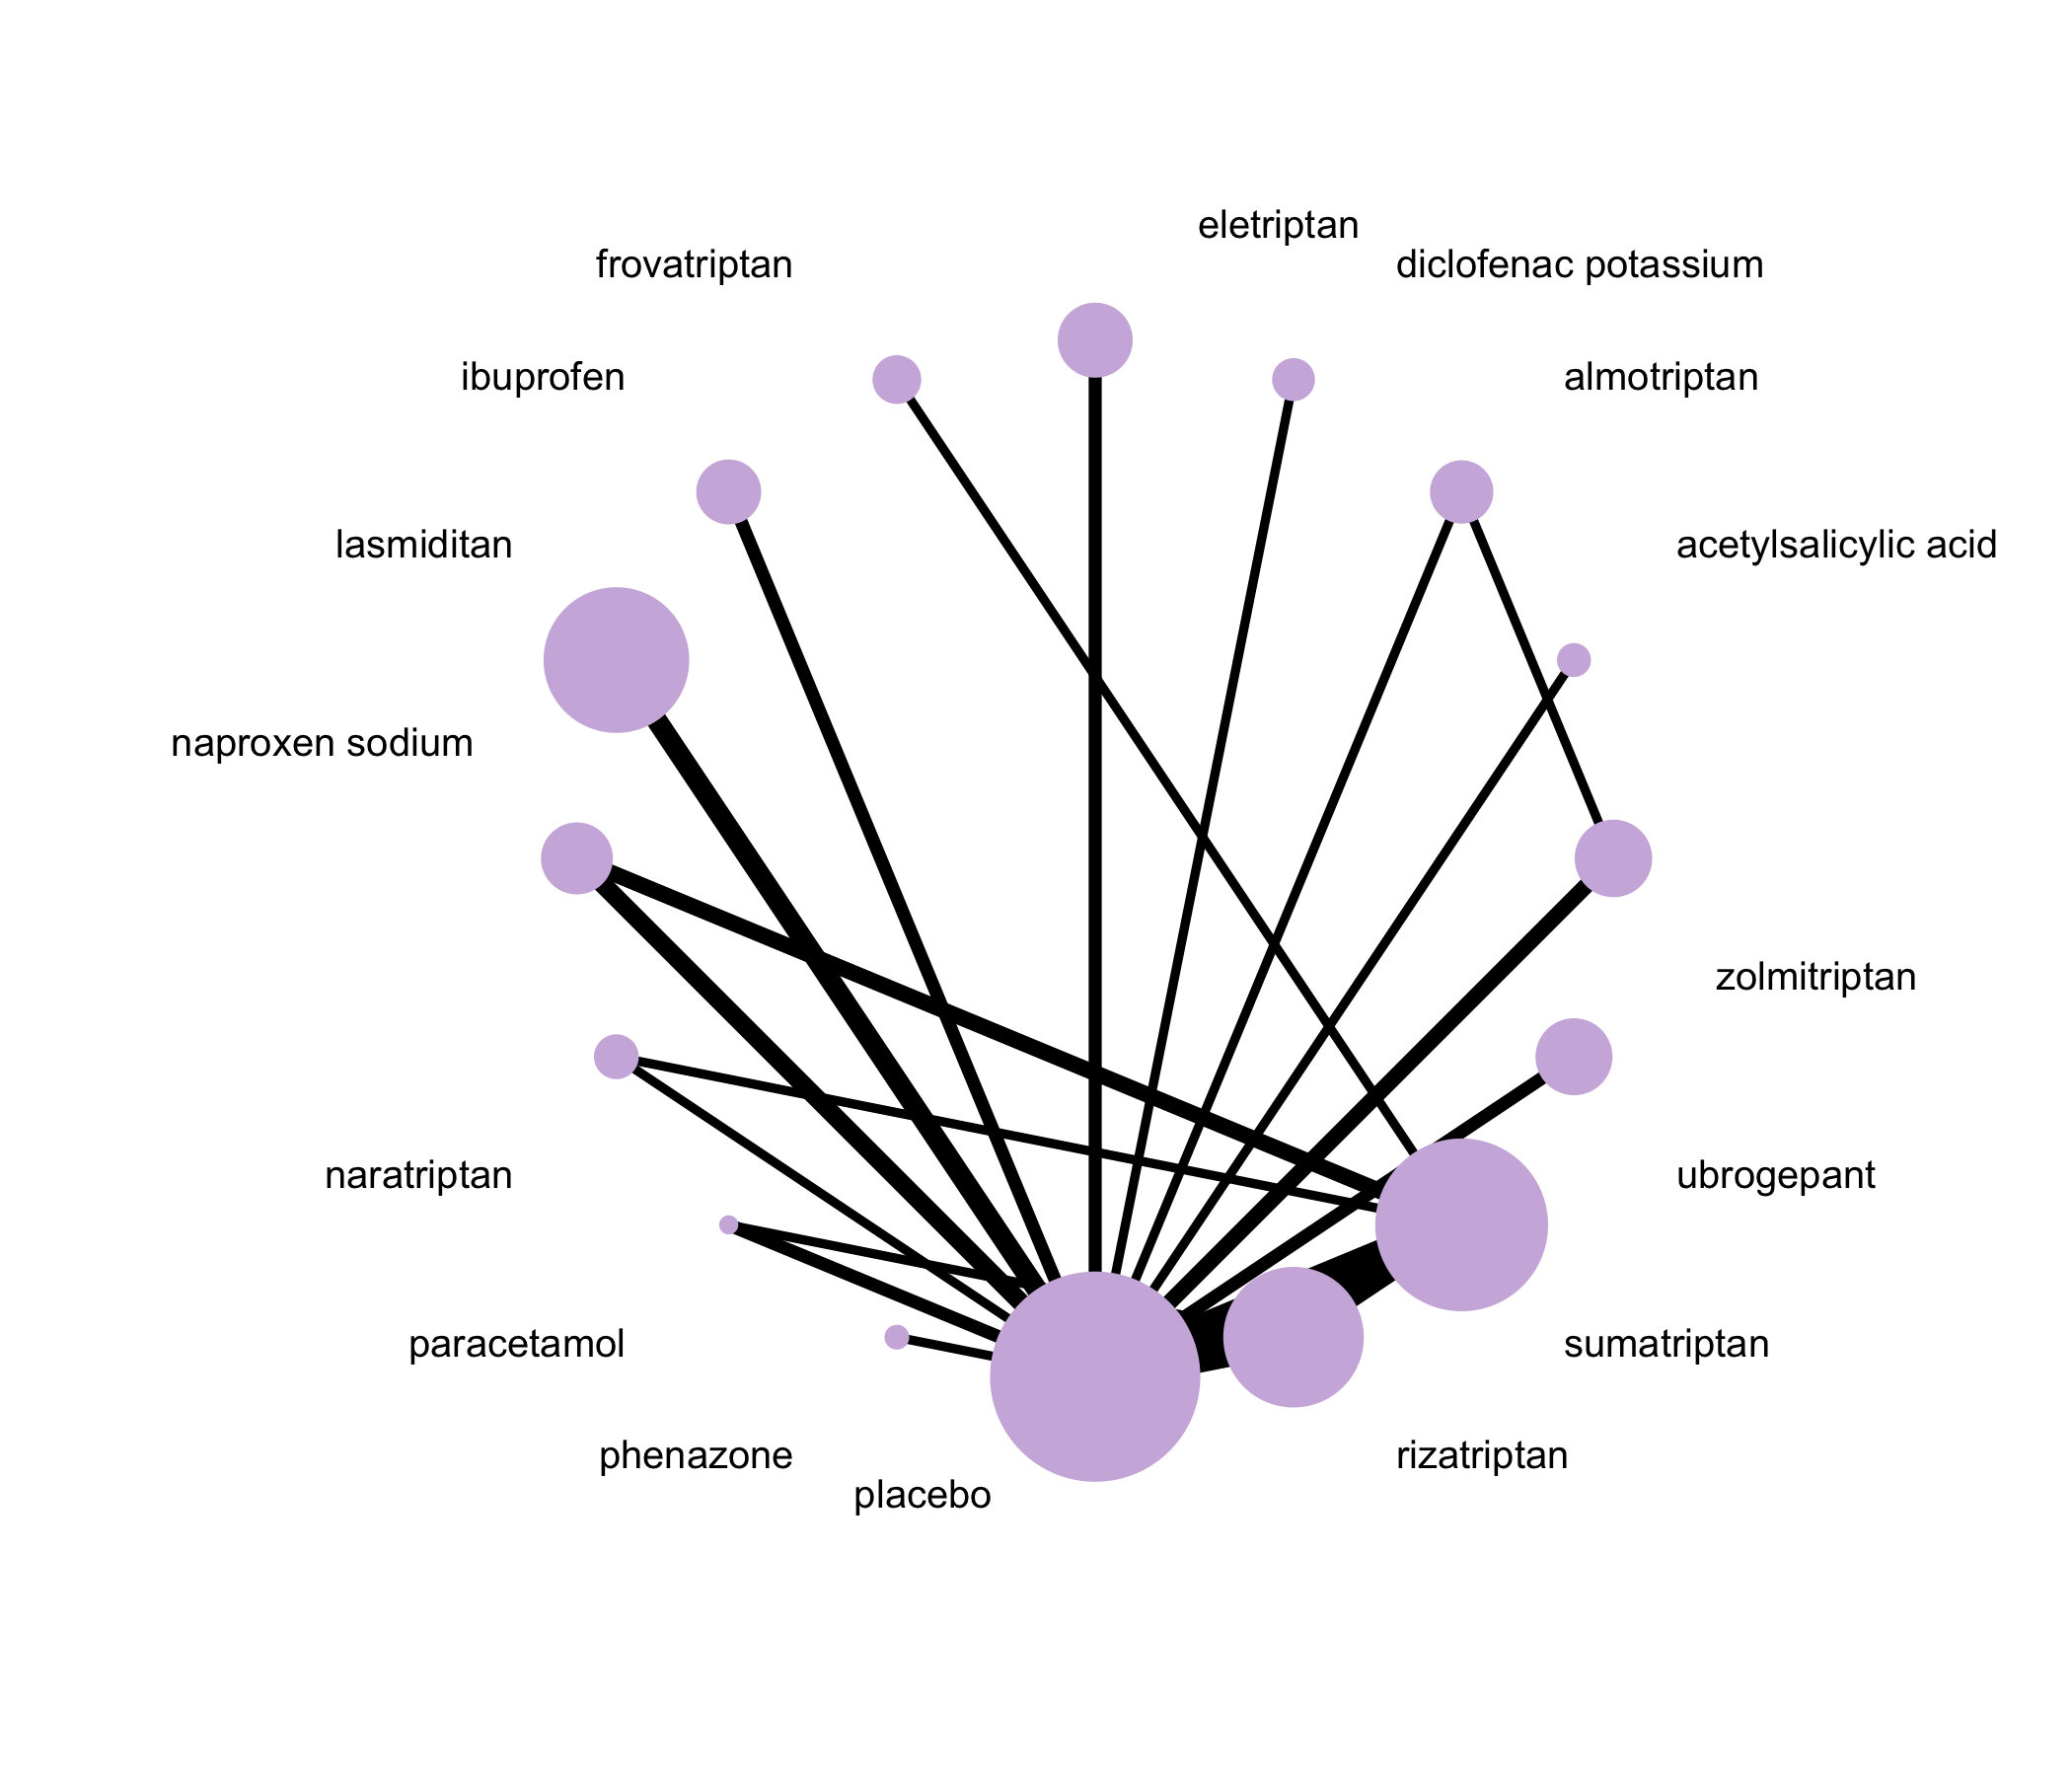 eletriptan
frovatriptan
diclofenac potassium
ibuprofen
almotriptan
lasmiditan
acetylsalicylic acid
naproxen sodium
zolmitriptan
naratriptan
ubrogepant
paracetamol
sumatriptan
phenazone
rizatriptan
placebo